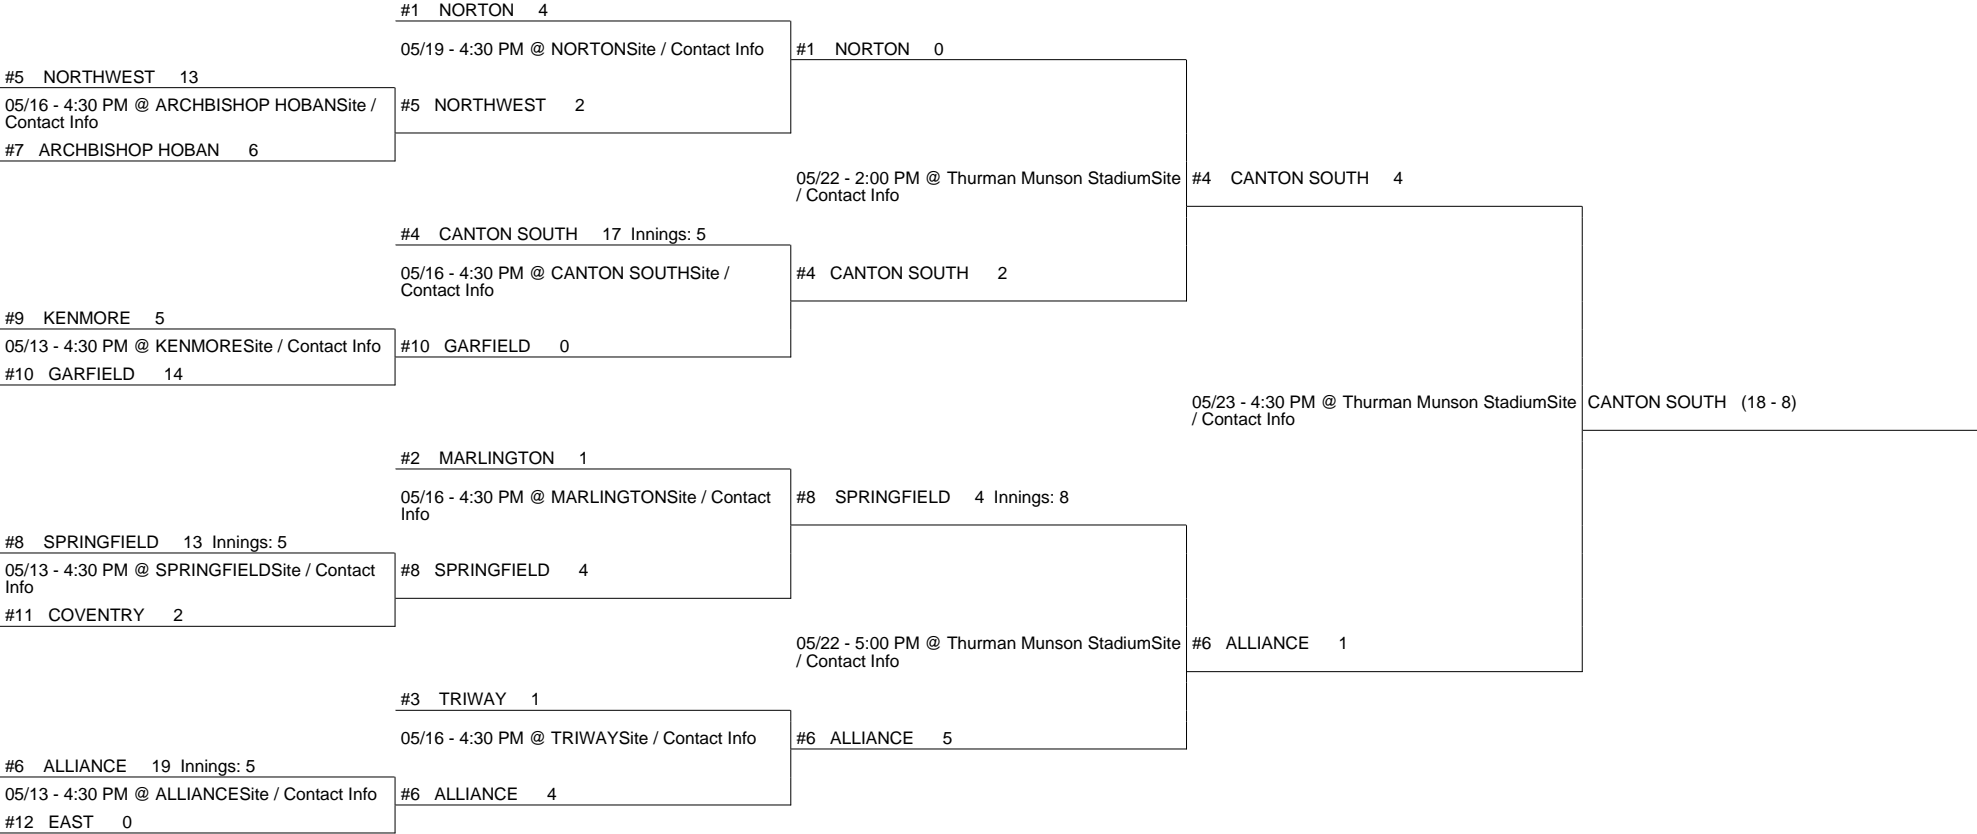 #1 NORTON 4
05/19 - 4:30 PM @ NORTONSite / Contact Info
#1 NORTON 0
#5 NORTHWEST 13
05/16 - 4:30 PM @ ARCHBISHOP HOBANSite /
Contact Info
#5 NORTHWEST 2
#7 ARCHBISHOP HOBAN 6
05/22 - 2:00 PM @ Thurman Munson StadiumSite
/ Contact Info
#4 CANTON SOUTH 4
#4 CANTON SOUTH 17 Innings: 5
05/16 - 4:30 PM @ CANTON SOUTHSite /
Contact Info
#4 CANTON SOUTH 2
#9 KENMORE 5
05/13 - 4:30 PM @ KENMORESite / Contact Info
#10 GARFIELD 0
#10 GARFIELD 14
05/23 - 4:30 PM @ Thurman Munson StadiumSite
/ Contact Info
CANTON SOUTH (18 - 8)
#2 MARLINGTON 1
05/16 - 4:30 PM @ MARLINGTONSite / Contact
Info
#8 SPRINGFIELD 4 Innings: 8
#8 SPRINGFIELD 13 Innings: 5
05/13 - 4:30 PM @ SPRINGFIELDSite / Contact
Info
#8 SPRINGFIELD 4
#11 COVENTRY 2
05/22 - 5:00 PM @ Thurman Munson StadiumSite
/ Contact Info
#6 ALLIANCE 1
#3 TRIWAY 1
05/16 - 4:30 PM @ TRIWAYSite / Contact Info
#6 ALLIANCE 5
#6 ALLIANCE 19 Innings: 5
05/13 - 4:30 PM @ ALLIANCESite / Contact Info
#6 ALLIANCE 4
#12 EAST 0